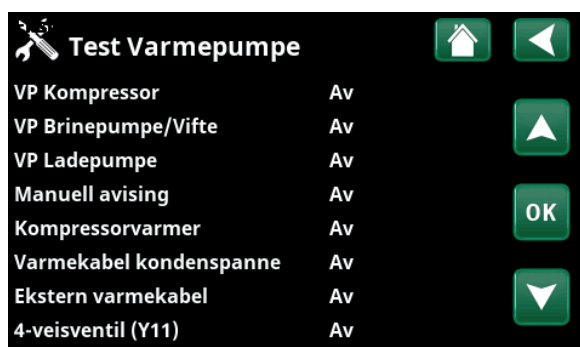 Test Varmepumpe
VP Kompressor Av
VP Brinepumpe/Vifte Av
VP Ladepumpe Av
Manuell avising Av
Kompressorvarmer Av
Varmekabel kondenspanne Av
Ekstern varmekabel Av
4-veisventil (Y11) Av
OK